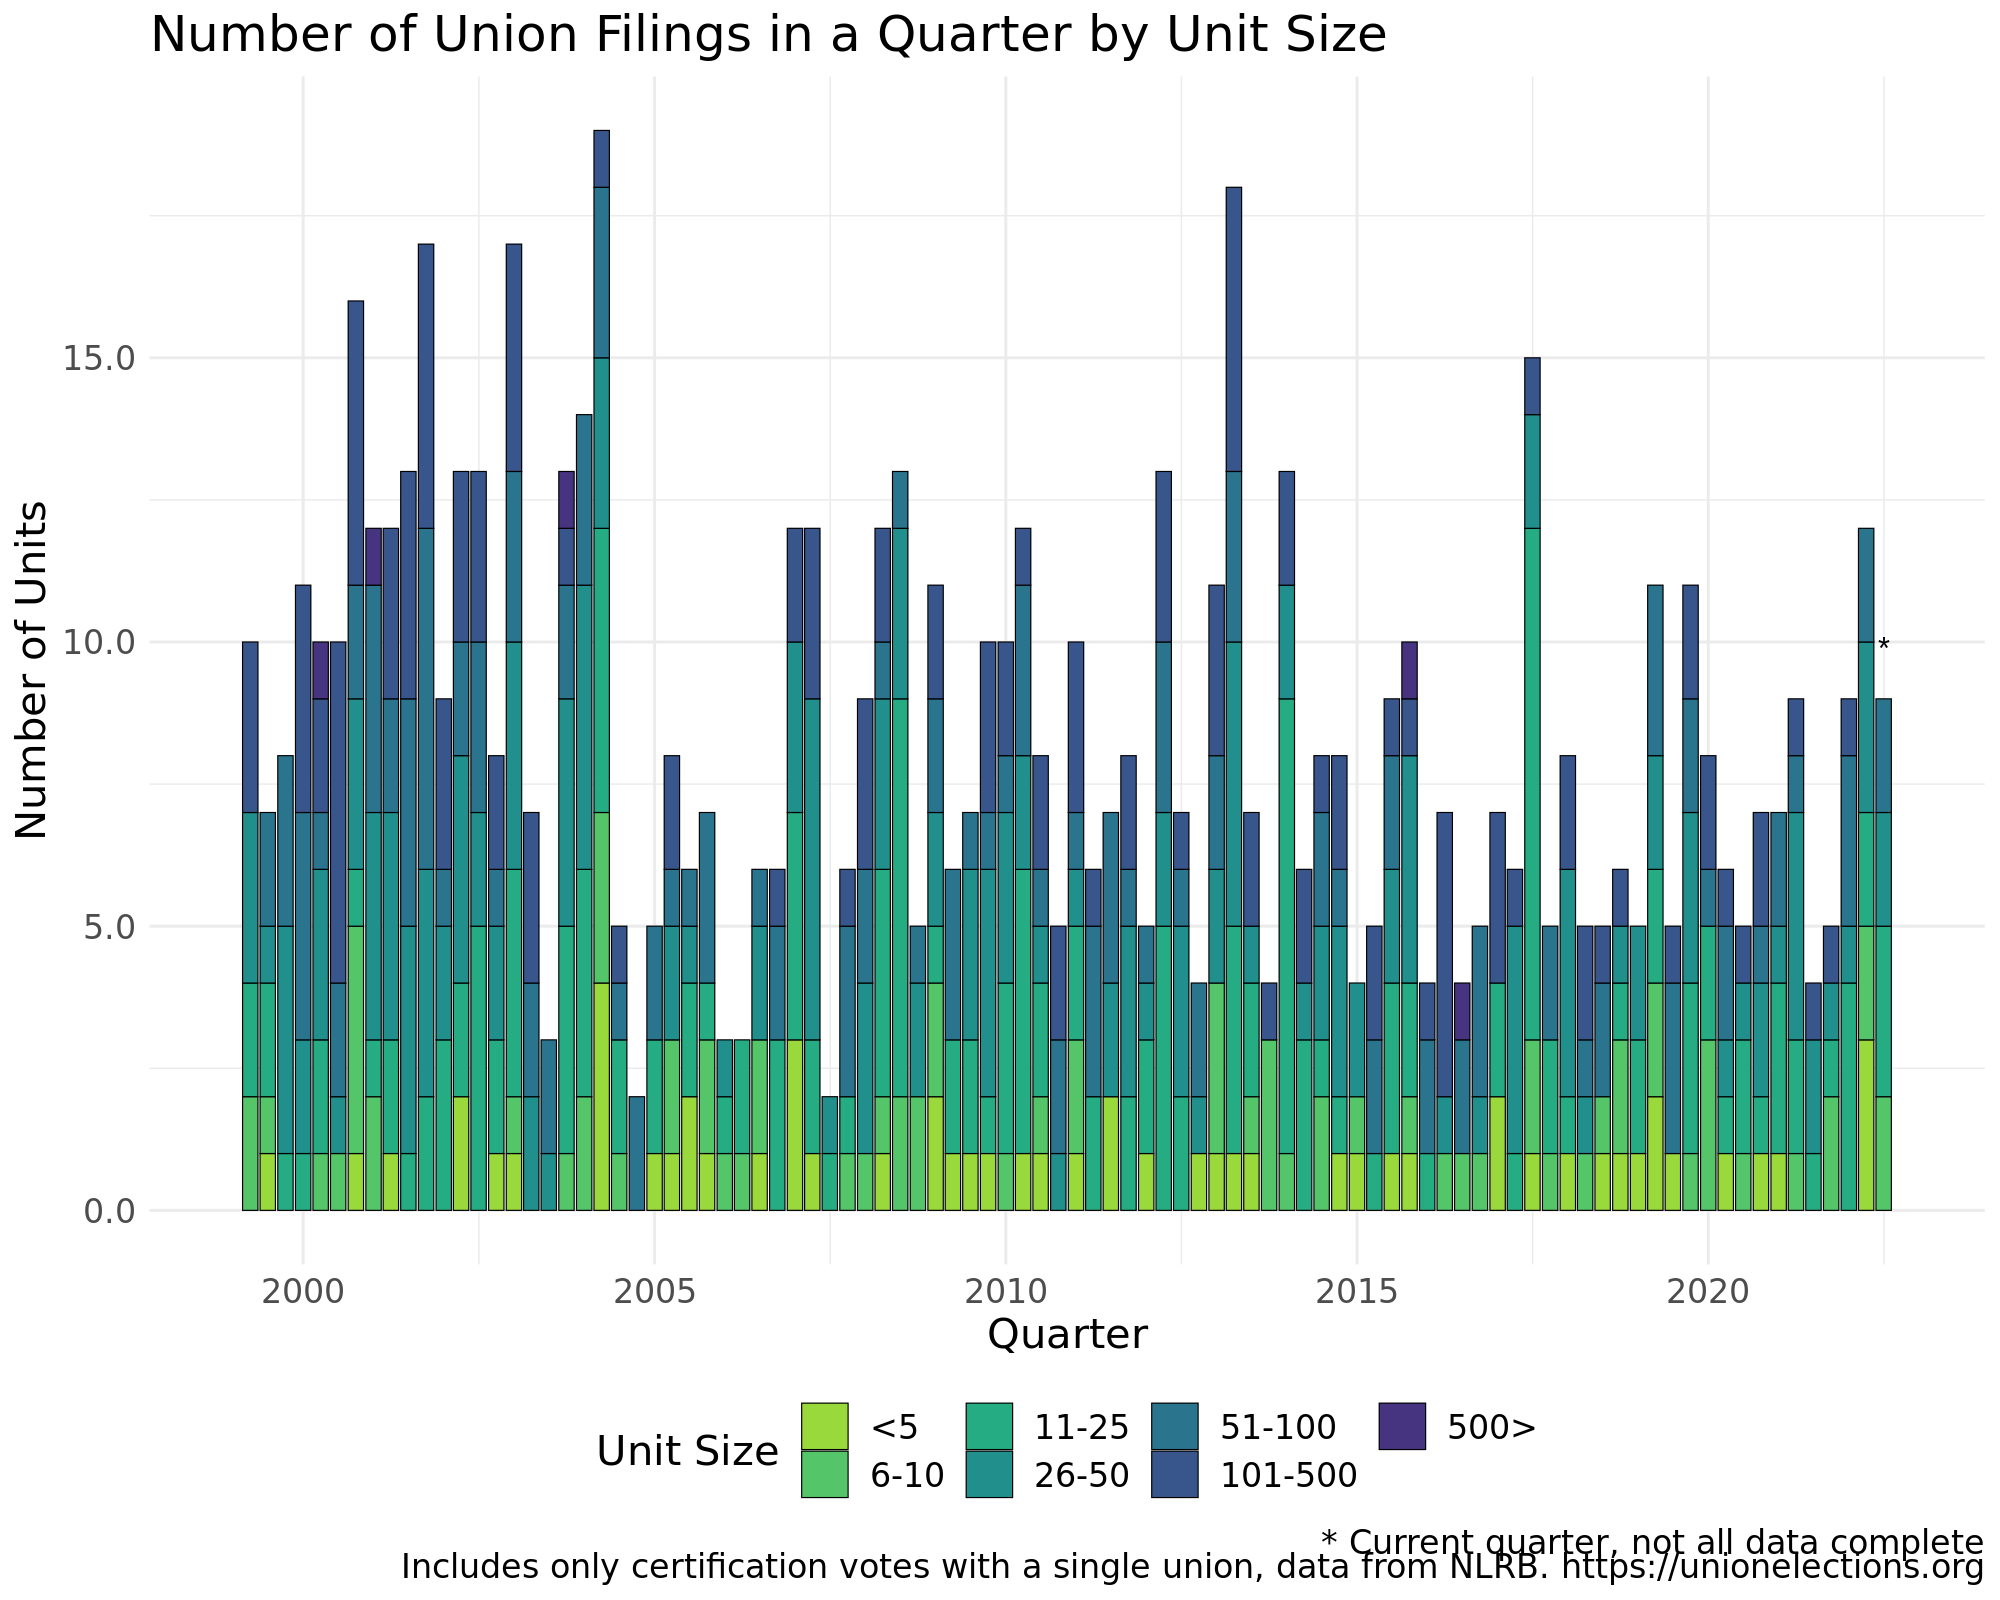 Number of Union Filings in a Quarter by Unit Size
Number of Units
15.0
10.0
5.0
0.0
*
2000 2005 2010 2015 2020
Quarter
Unit Size
<5 11-25 51-100 500>
6-10 26-50 101-500
* Current quarter, not all data complete
Includes only certification votes with a single union, data from NLRB. https://unionelections.org